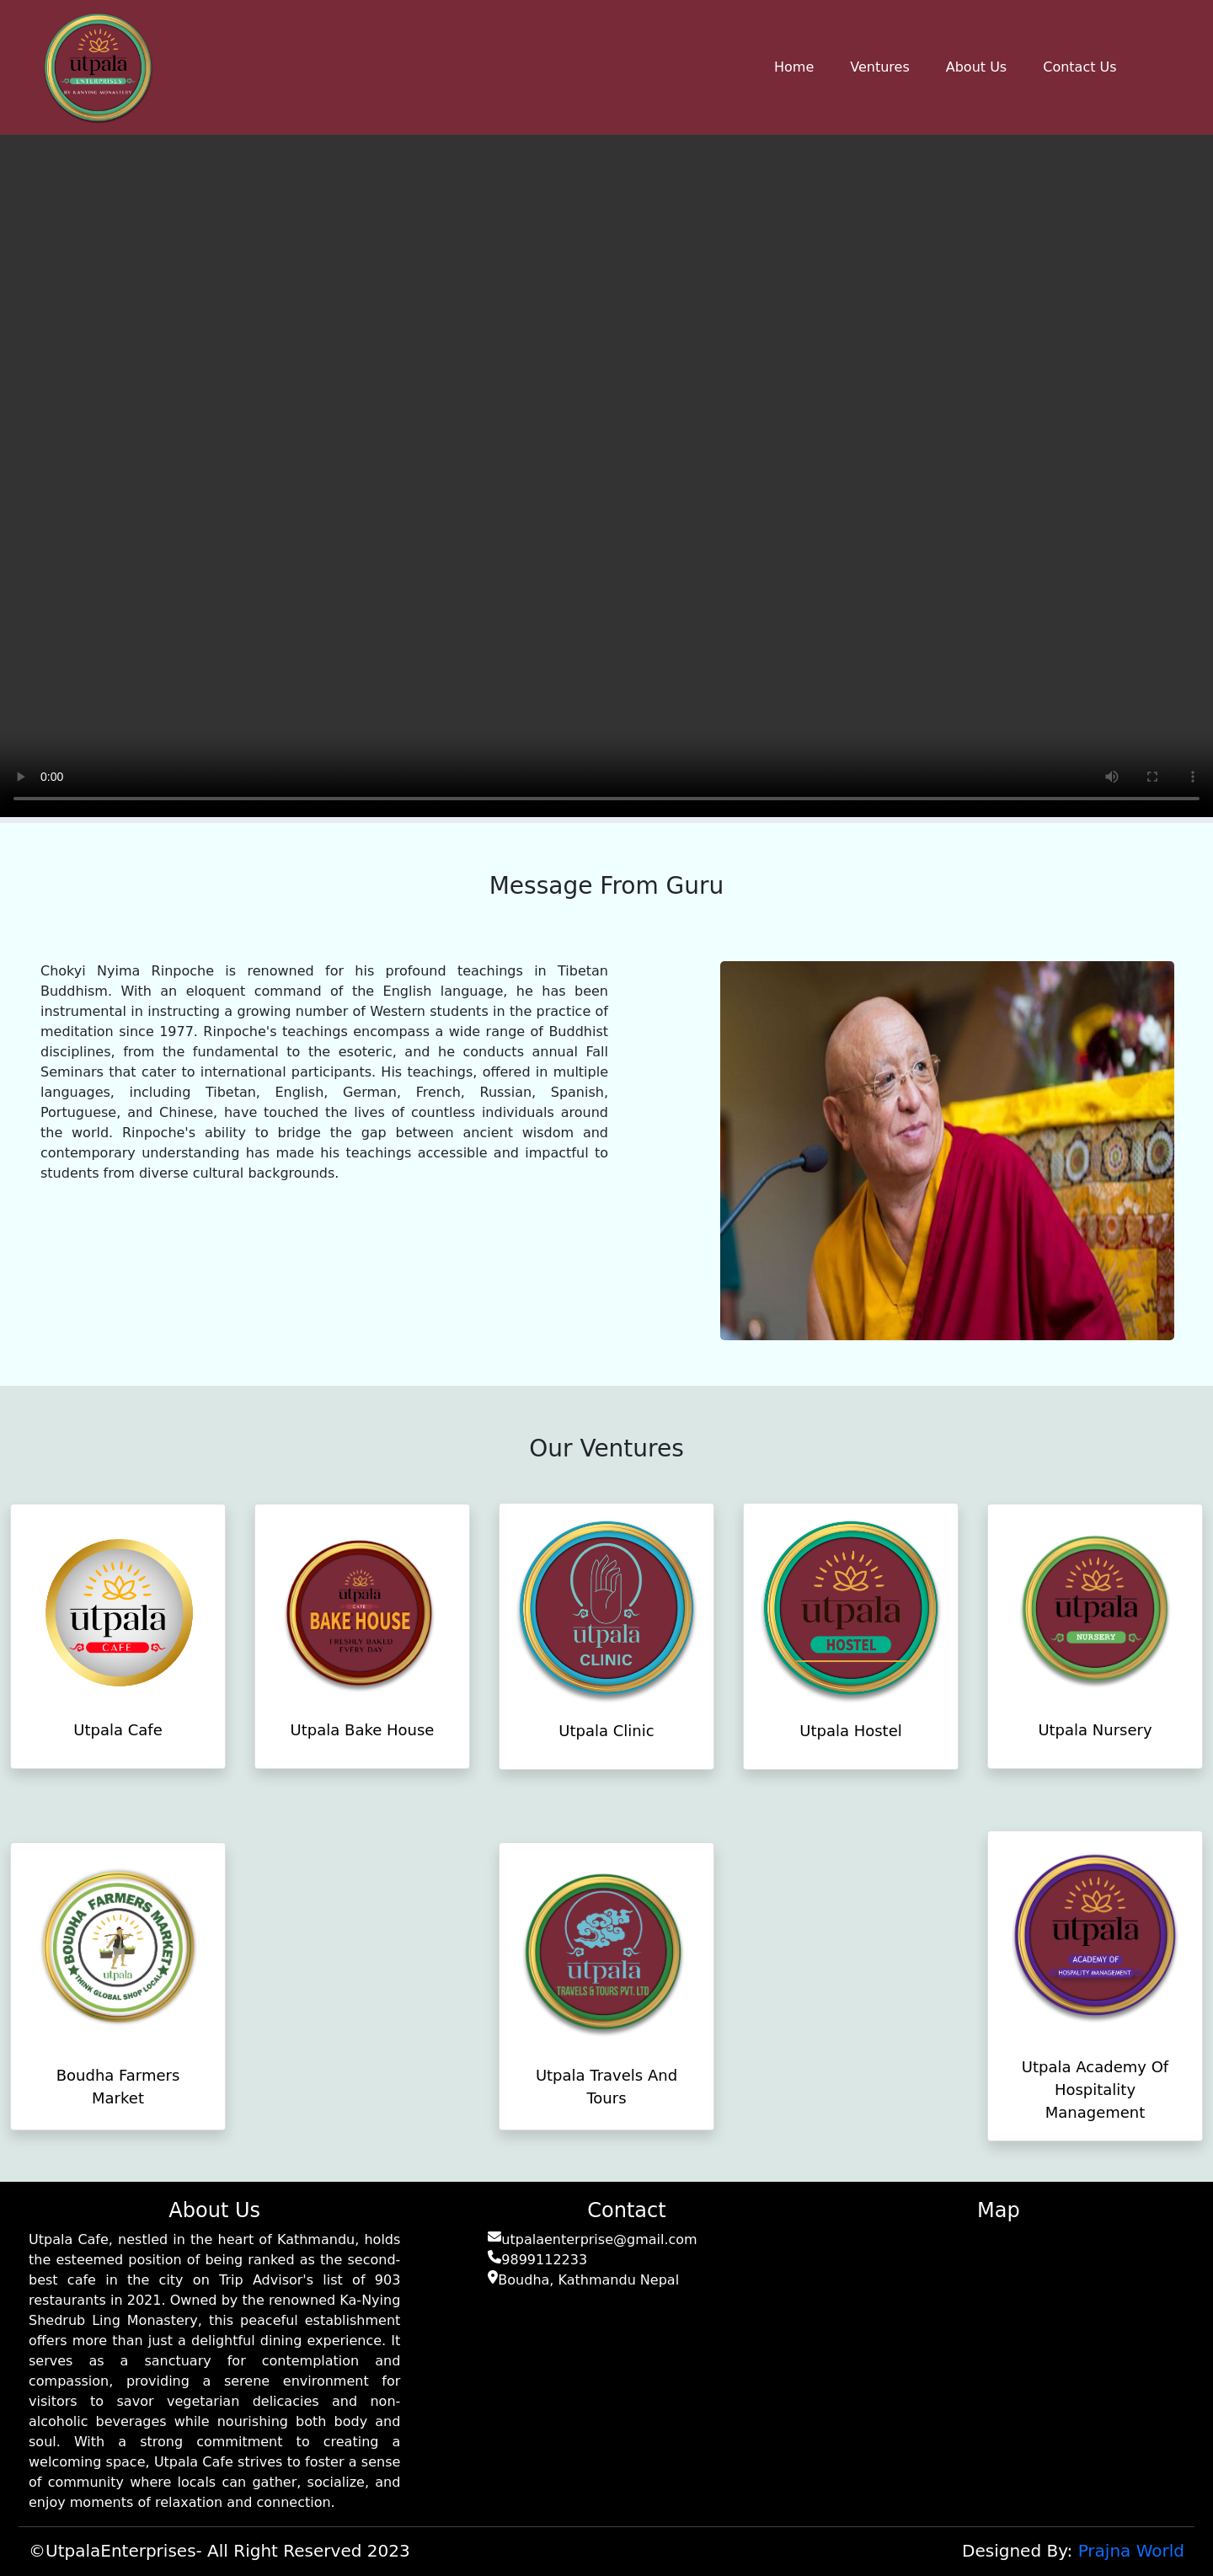 utpala
ENTERPRISES
BY KANYING MONASTERY
Home
Ventures
About Us
Contact Us
0:00
Message From Guru
Chokyi Nyima Rinpoche is renowned for his profound teachings in Tibetan
Buddhism. With an eloquent command of the English language, he has been
instrumental in instructing a growing number of Western students in the practice of
meditation since 1977. Rinpoche's teachings encompass a wide range of Buddhist
disciplines, from the fundamental to the esoteric, and he conducts annual Fall
Seminars that cater to international participants. His teachings, offered in multiple
languages, including Tibetan, English, German, French, Russian, Spanish,
Portuguese, and Chinese, have touched the lives of countless individuals around
the world. Rinpoche's ability to bridge the gap between ancient wisdom and
contemporary understanding has made his teachings accessible and impactful to
students from diverse cultural backgrounds.
Our Ventures
utpala
CAFE
Utpala Cafe
utpala
CAFE
BAKE HOUSE
FRESHLY BAKED
EVERY DAY
Utpala Bake House
utpala
CLINIC
Utpala Clinic
utpala
HOSTEL
Utpala Hostel
utpala
NURSERY
Utpala Nursery
BOUDHA FARMERS MARKET
utpala
THINK GLOBAL SHOP LOCAL
Boudha Farmers
Market
utpala
TRAVELS & TOURS PVT. LTD
Utpala Travels And
Tours
utpala
ACADEMY OF
HOSPALITY MANAGEMENT
Utpala Academy Of
Hospitality
Management
About Us
Utpala Cafe, nestled in the heart of Kathmandu, holds
the esteemed position of being ranked as the second-
best cafe in the city on Trip Advisor's list of 903
restaurants in 2021. Owned by the renowned Ka-Nying
Shedrub Ling Monastery, this peaceful establishment
offers more than just a delightful dining experience. It
serves as a sanctuary for contemplation and
compassion, providing a serene environment for
visitors to savor vegetarian delicacies and non-
alcoholic beverages while nourishing both body and
soul. With a strong commitment to creating a
welcoming space, Utpala Cafe strives to foster a sense
of community where locals can gather, socialize, and
enjoy moments of relaxation and connection.
Contact
utpalaenterprise@gmail.com
9899112233
Boudha, Kathmandu Nepal
Map
©UtpalaEnterprises- All Right Reserved 2023
Designed By: Prajna World